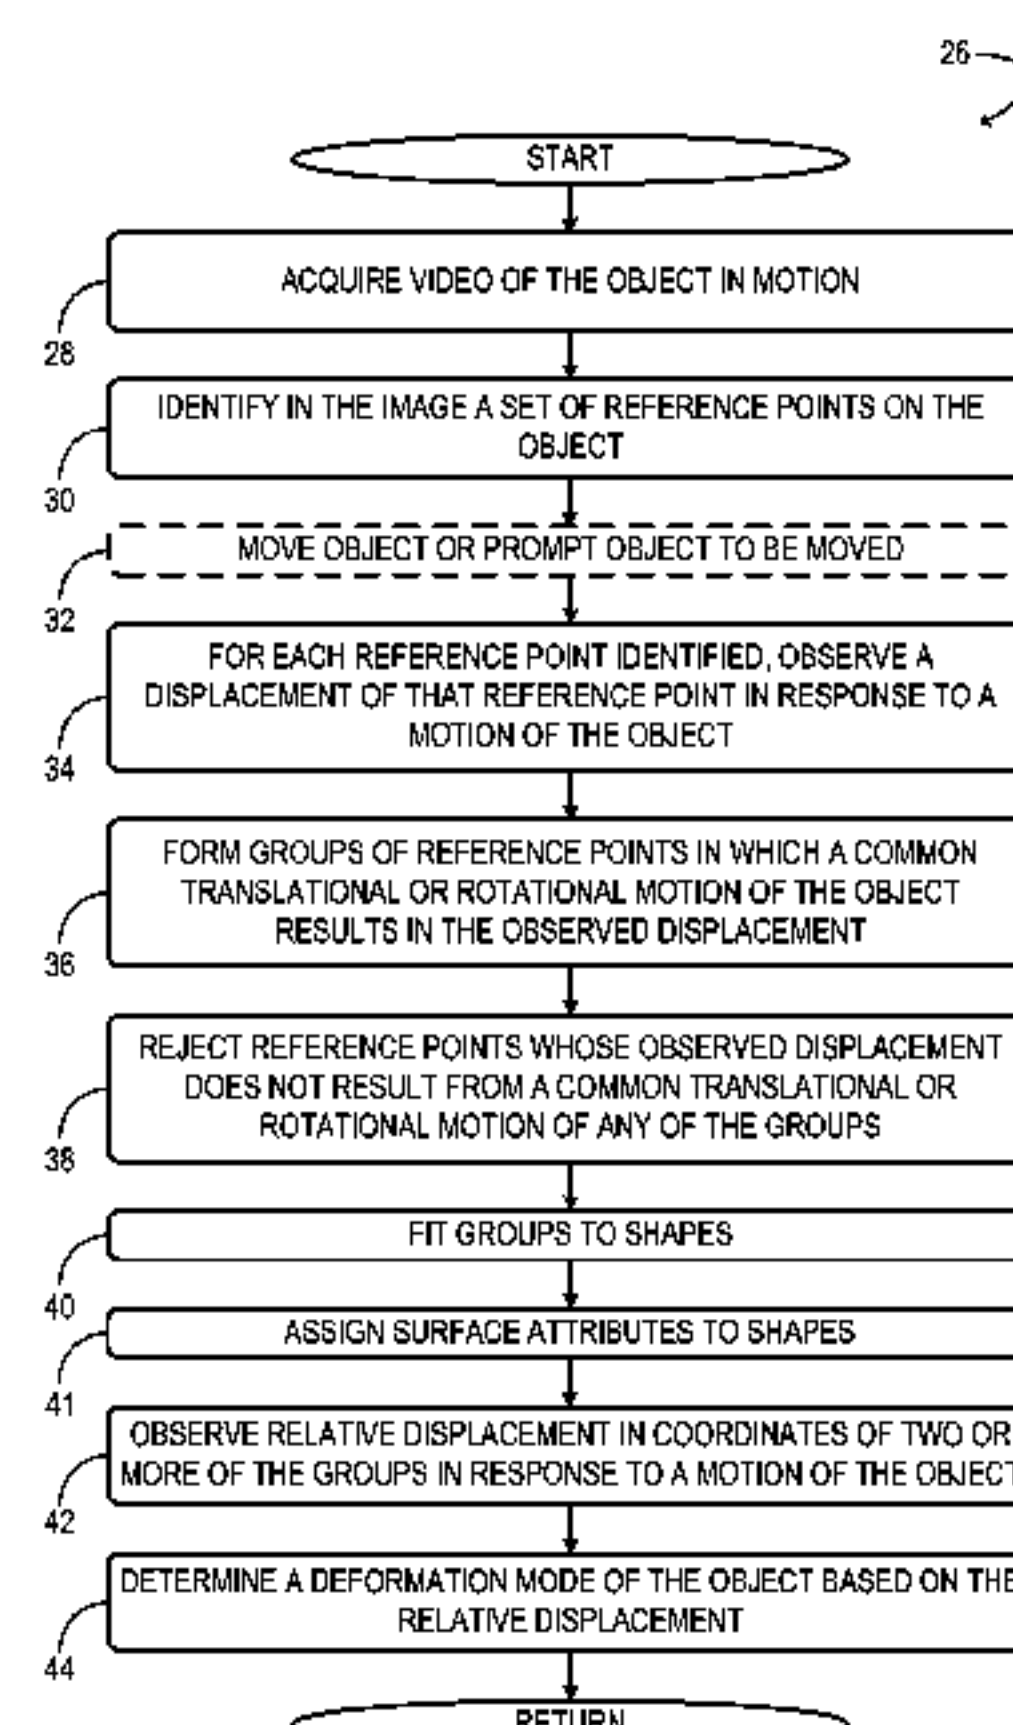 26
START
ACQUIRE VIDEO OF THE OBJECT IN MOTION
28
IDENTIFY IN THE IMAGE A SET OF REFERENCE POINTS ON THE
OBJECT
30
MOVE OBJECT OR PROMPT OBJECT TO BE MOVED
32
FOR EACH REFERENCE POINT IDENTIFIED, OBSERVE A
DISPLACEMENT OF THAT REFERENCE POINT IN RESPONSE TO A
MOTION OF THE OBJECT
34
FORM GROUPS OF REFERENCE POINTS IN WHICH A COMMON
TRANSLATIONAL OR ROTATIONAL MOTION OF THE OBJECT
RESULTS IN THE OBSERVED DISPLACEMENT
36
REJECT REFERENCE POINTS WHOSE OBSERVED DISPLACEMENT
DOES NOT RESULT FROM A COMMON TRANSLATIONAL OR
ROTATIONAL MOTION OF ANY OF THE GROUPS
38
FIT GROUPS TO SHAPES
40
ASSIGN SURFACE ATTRIBUTES TO SHAPES
41
OBSERVE RELATIVE DISPLACEMENT IN COORDINATES OF TWO OR
MORE OF THE GROUPS IN RESPONSE TO A MOTION OF THE OBJECT
42
DETERMINE A DEFORMATION MODE OF THE OBJECT BASED ON THE
RELATIVE DISPLACEMENT
44
RETURN